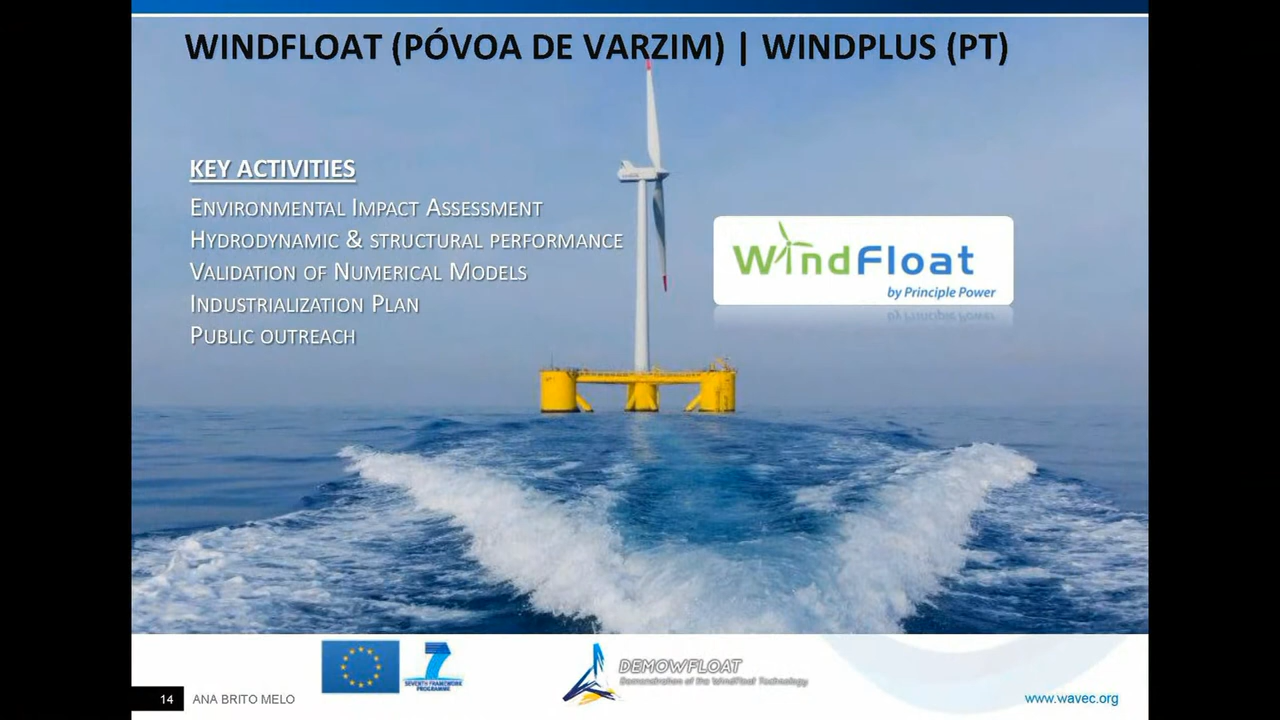 WINDFLOAT (PÓVOA DE VARZIM) | WINDPLUS (PT)
KEY ACTIVITIES
ENVIRONMENTAL IMPACT ASSESSMENT
HYDRODYNAMIC & STRUCTURAL PERFORMANCE
VALIDATION OF NUMERICAL MODELS
INDUSTRIALIZATION PLAN
PUBLIC OUTREACH
WindFloat
by Principle Power
SEVENTH FRAMEWORK
PROGRAMME
DEMOWFLOAT
Demonstration of the WindFloat Technology
14 ANA BRITO MELO
www.wavec.org